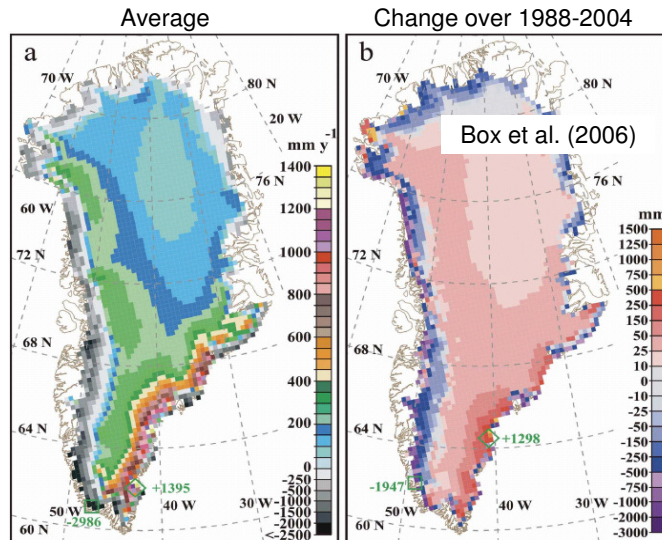 Average
Change over 1988-2004
a
b
70 W
80 N
20 W
76 N
60 W
72 N
68 N
64 N
60 N
50 W
40 W
30 W
+1395
-2986
mm y⁻¹
1400
1200
1000
800
600
400
200
0
-250
-500
-1000
-1500
-2000
<-2500
Box et al. (2006)
70 W
80 N
76 N
60 W
72 N
68 N
64 N
60 N
50 W
40 W
30 W
+1298
-1947
mm
1500
1250
750
500
250
150
50
25
10
-10
-25
-50
-150
-250
-500
-750
-1000
-2000
-3000